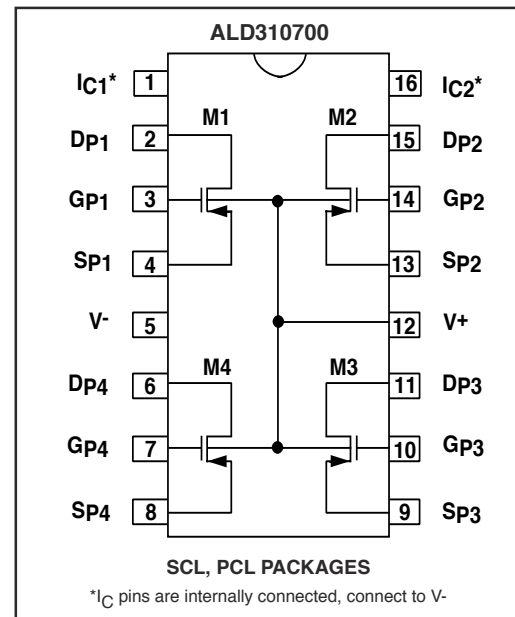 ALD310700
IC1* 1 16 IC2*
M1 M2
DP1 2 15 DP2
GP1 3 14 GP2
SP1 4 13 SP2
V- 5 12 V+
M4 M3
DP4 6 11 DP3
GP4 7 10 GP3
SP4 8 9 SP3
SCL, PCL PACKAGES
*IC pins are internally connected, connect to V-